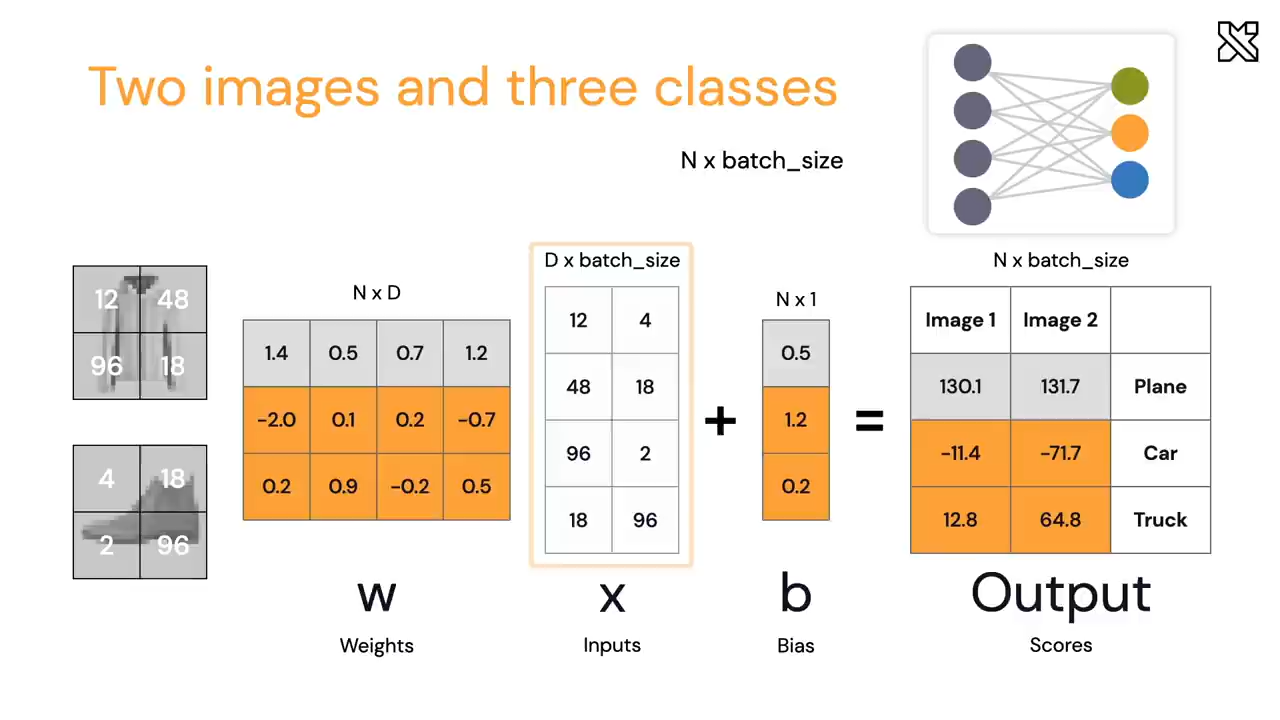 Two images and three classes
N x batch_size
12 48
96 18
4 18
2 96
N x D
1.4 0.5 0.7 1.2
-2.0 0.1 0.2 -0.7
0.2 0.9 -0.2 0.5
w
Weights
D x batch_size
12 4
48 18
96 2
18 96
x
Inputs
+
N x 1
0.5
1.2
0.2
b
Bias
=
N x batch_size
Image 1 Image 2
130.1 131.7 Plane
-11.4 -71.7 Car
12.8 64.8 Truck
Output
Scores